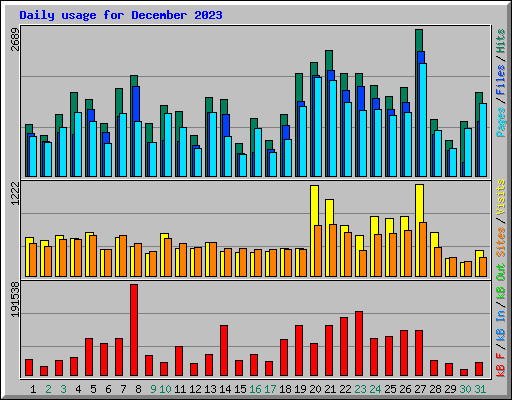 Daily usage for December 2023
2689
Pages / Files / Hits
1222
Sites / Visits
191538
kB F / kB In / kB Out
1 2 3 4 5 6 7 8 9 10 11 12 13 14 15 16 17 18 19 20 21 22 23 24 25 26 27 28 29 30 31